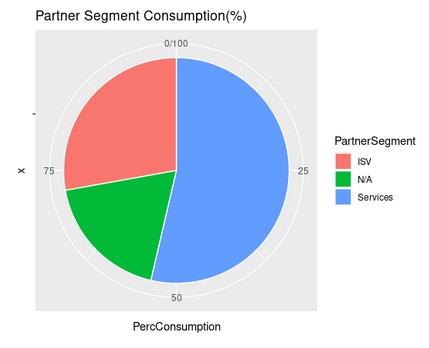 Partner Segment Consumption(%)
0/100
-
x
75
25
50
PercConsumption
PartnerSegment
ISV
N/A
Services